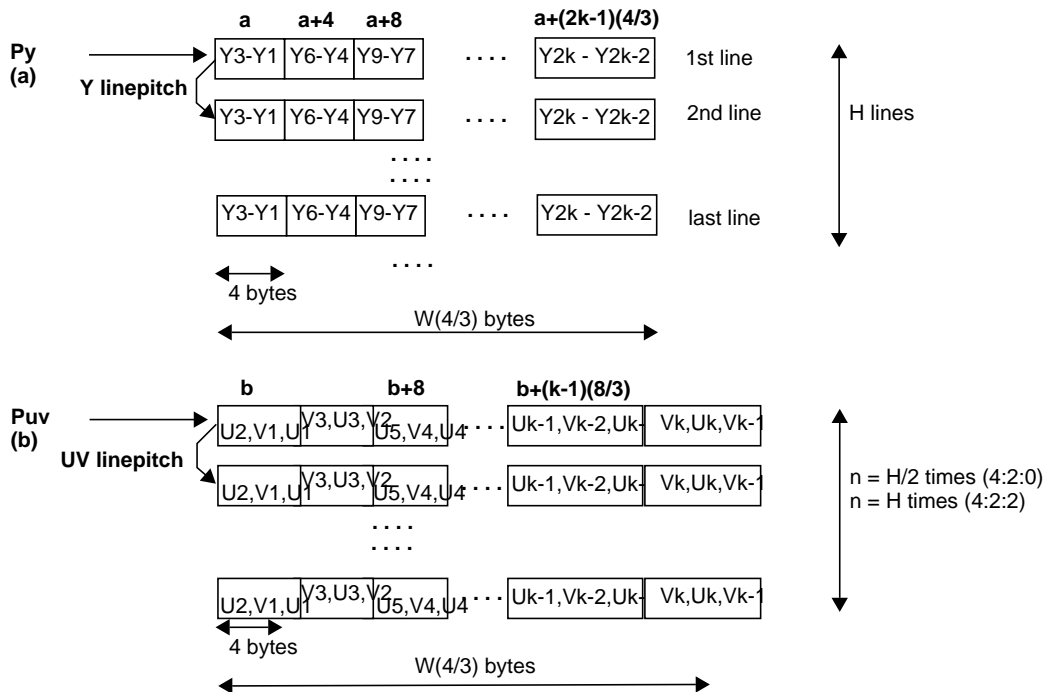 a a+4 a+8 a+(2k-1)(4/3)
Py
(a)
Y3-Y1 Y6-Y4 Y9-Y7 . . . . Y2k - Y2k-2 1st line
Y linepitch
Y3-Y1 Y6-Y4 Y9-Y7 . . . . Y2k - Y2k-2 2nd line
H lines
. . . .
. . . .
Y3-Y1 Y6-Y4 Y9-Y7 . . . . Y2k - Y2k-2 last line
. . . .
4 bytes
W(4/3) bytes
b b+8 b+(k-1)(8/3)
Puv
(b)
U2,V1,U1 V3,U3,V2 U5,V4,U4 . . . . Uk-1,Vk-2,Uk- Vk,Uk,Vk-1
UV linepitch
U2,V1,U1 V3,U3,V2 U5,V4,U4 . . . . Uk-1,Vk-2,Uk- Vk,Uk,Vk-1
n = H/2 times (4:2:0)
n = H times (4:2:2)
. . . .
. . . .
U2,V1,U1 V3,U3,V2 U5,V4,U4 . . . . Uk-1,Vk-2,Uk- Vk,Uk,Vk-1
4 bytes
W(4/3) bytes